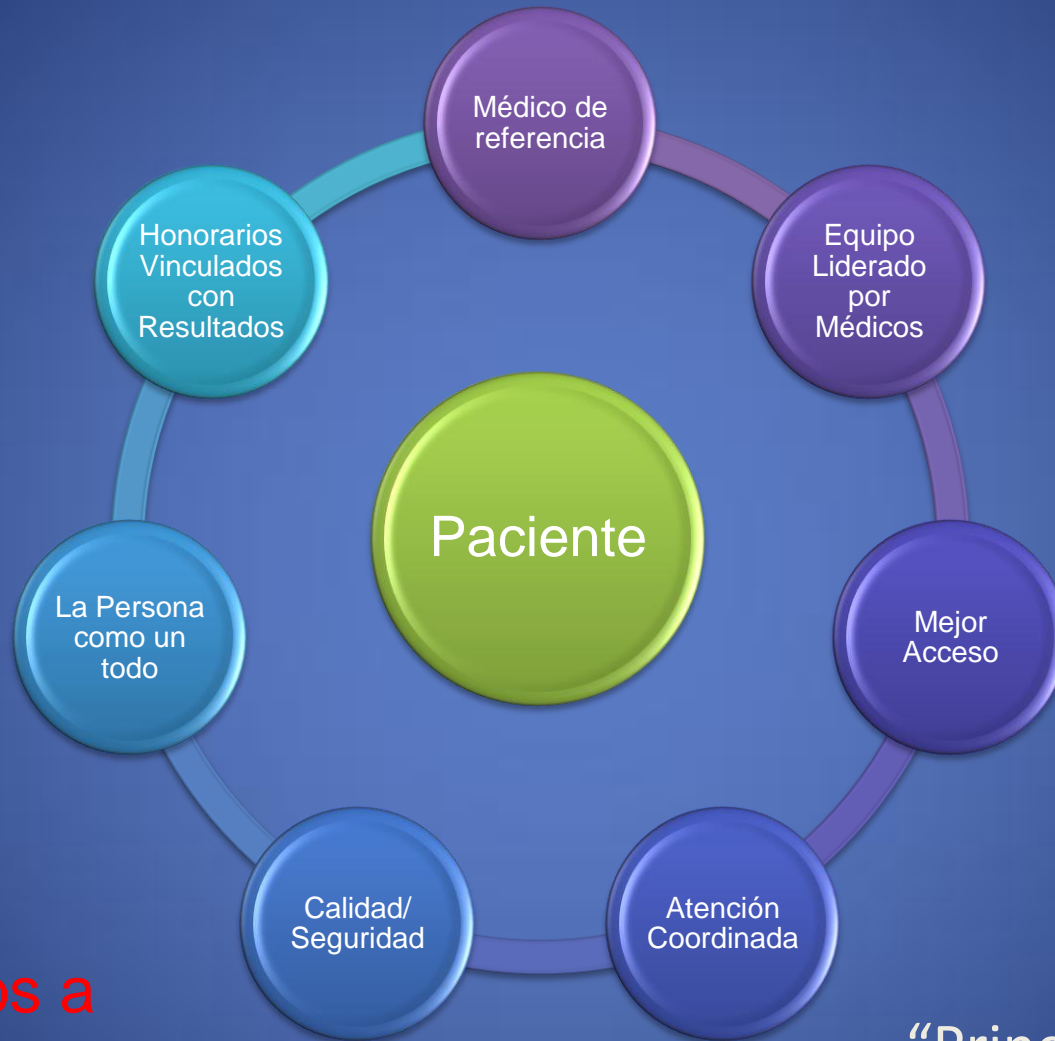 Médico de
referencia
Equipo
Liderado
por
Médicos
Mejor
Acceso
Atención
Coordinada
Calidad/
Seguridad
La Persona
como un
todo
Honorarios
Vinculados
con
Resultados
Paciente
a